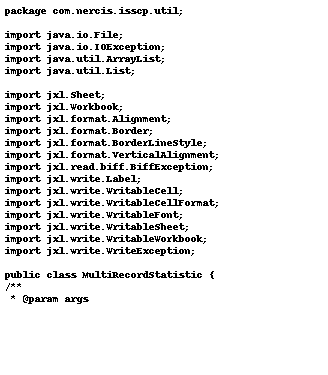 package com.nercis.isscp.util;

import java.io.File;
import java.io.IOException;
import java.util.ArrayList;
import java.util.List;

import jxl.Sheet;
import jxl.Workbook;
import jxl.format.Alignment;
import jxl.format.Border;
import jxl.format.BorderLineStyle;
import jxl.format.VerticalAlignment;
import jxl.read.biff.BiffException;
import jxl.write.Label;
import jxl.write.WritableCell;
import jxl.write.WritableCellFormat;
import jxl.write.WritableFont;
import jxl.write.WritableSheet;
import jxl.write.WritableWorkbook;
import jxl.write.WriteException;

public class MultiRecordStatistic {
/**
 * @param args